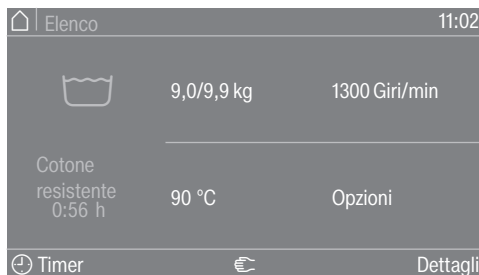 Elenco
11:02
9,0/9,9 kg
1300 Giri/min
Cotone
resistente
0:56 h
90 °C
Opzioni
Timer
Dettagli